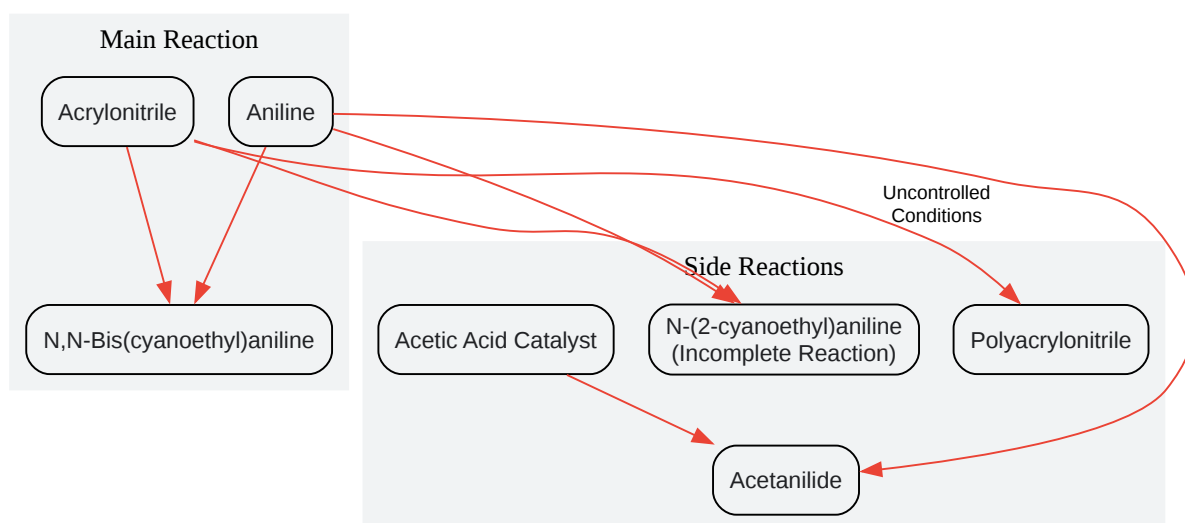 Main Reaction
Acrylonitrile
Aniline
Uncontrolled
Conditions
N,N-Bis(cyanoethyl)aniline
Side Reactions
Acetic Acid Catalyst
N-(2-cyanoethyl)aniline
(Incomplete Reaction)
Polyacrylonitrile
Acetanilide